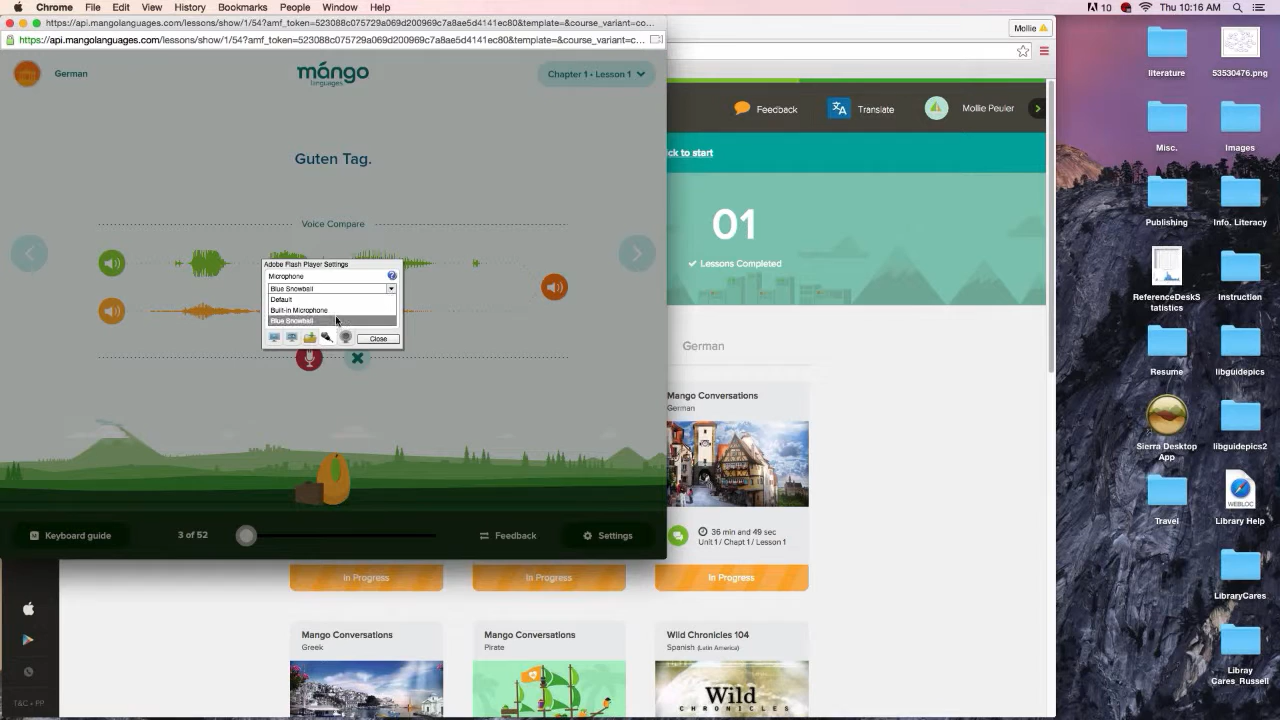 Chrome File Edit View History Bookmarks People Window Help
10 Thu 10:16 AM
https://api.mangolanguages.com/lessons/show/1/54?amf_token=523088c075729a069d200969c7a8ae5d4141ec80&template=&course_variant=c...
https://api.mangolanguages.com/lessons/show/1/54?amf_token=523088c075729a069d200969c7a8ae5d4141ec80&template=&course_variant=c...
Mollie
German
mango
languages
Chapter 1 • Lesson 1
Guten Tag.
Voice Compare
Adobe Flash Player Settings
Microphone
?
Blue Snowball
Default
Built-in Microphone
Blue Snowball
Close
Keyboard guide
3 of 52
Feedback
Settings
Feedback
Translate
Mollie Peuler
ck to start
01
Lessons Completed
German
Mango Conversations
German
36 min and 49 sec
Unit 1 / Chapt 1 / Lesson 1
In Progress
In Progress
In Progress
Mango Conversations
Greek
Mango Conversations
Pirate
Wild Chronicles 104
Spanish (Latin America)
Wild
CHRONICLES
T&C • PP
literature
53530476.png
Misc.
Images
Publishing
Info. Literacy
ReferenceDeskS
tatistics
Instruction
Resume
libguidepics
Sierra Desktop
App
libguidepics2
WEBLOC
Travel
Library Help
LibraryCares
Libray
Cares_Russell